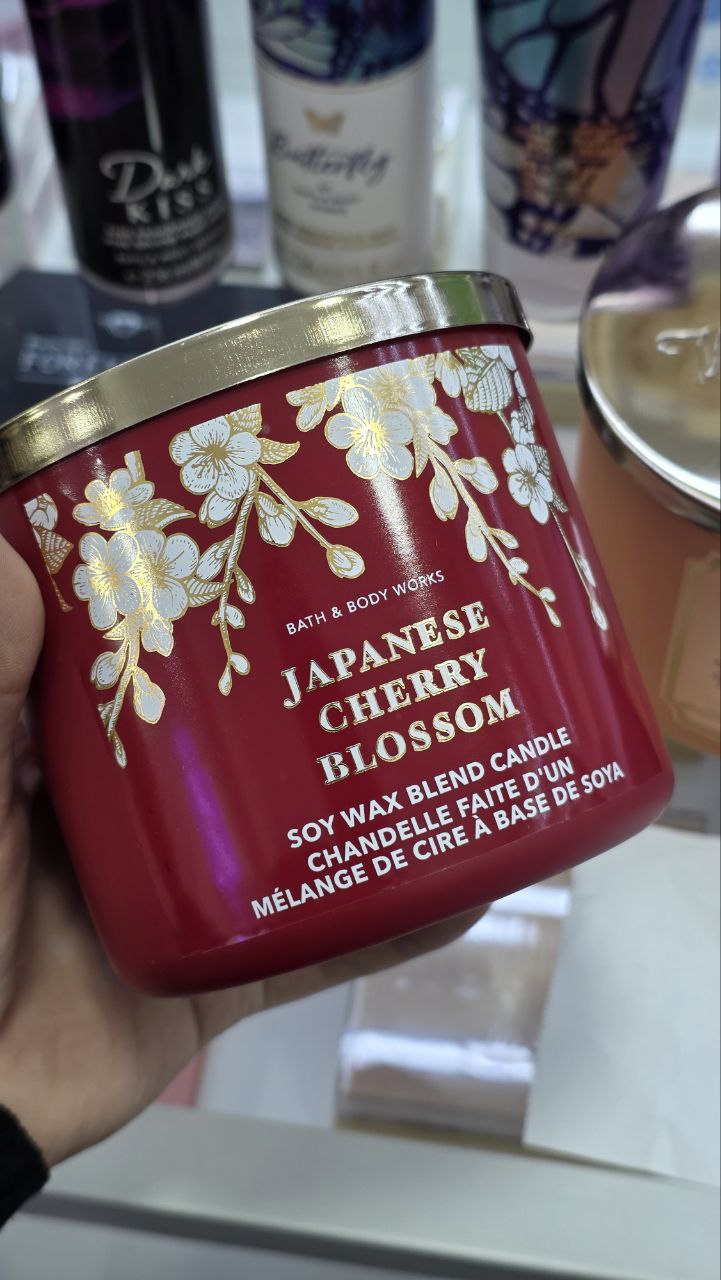 Dark
KISS
Butterfly
BATH & BODY WORKS
JAPANESE
CHERRY
BLOSSOM
SOY WAX BLEND CANDLE
CHANDELLE FAITE D'UN
MÉLANGE DE CIRE À BASE DE SOYA